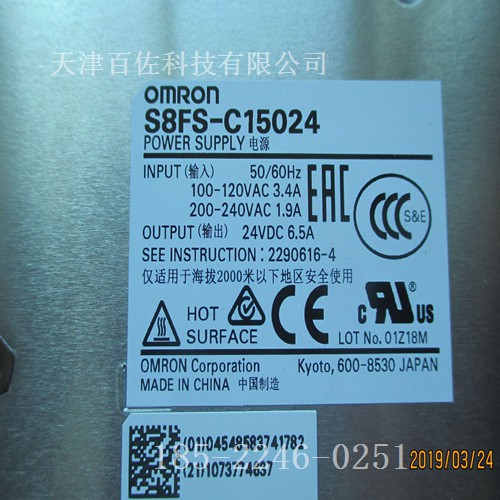 天津百佐科技有限公司
OMRON
S8FS-C15024
POWER SUPPLY 电源
INPUT (输入) 50/60Hz
100-120VAC 3.4A
200-240VAC 1.9A
OUTPUT (输出) 24VDC 6.5A
SEE INSTRUCTION : 2290616-4
仅适用于海拔2000米以下地区安全使用
EAC
CCC S&E
HOT
SURFACE
c RU US
LOT No. 01Z18M
OMRON Corporation Kyoto, 600-8530 JAPAN
MADE IN CHINA 中国制造
(01)04548583741782
(21)1073774637
185-2246-0251
2019/03/24